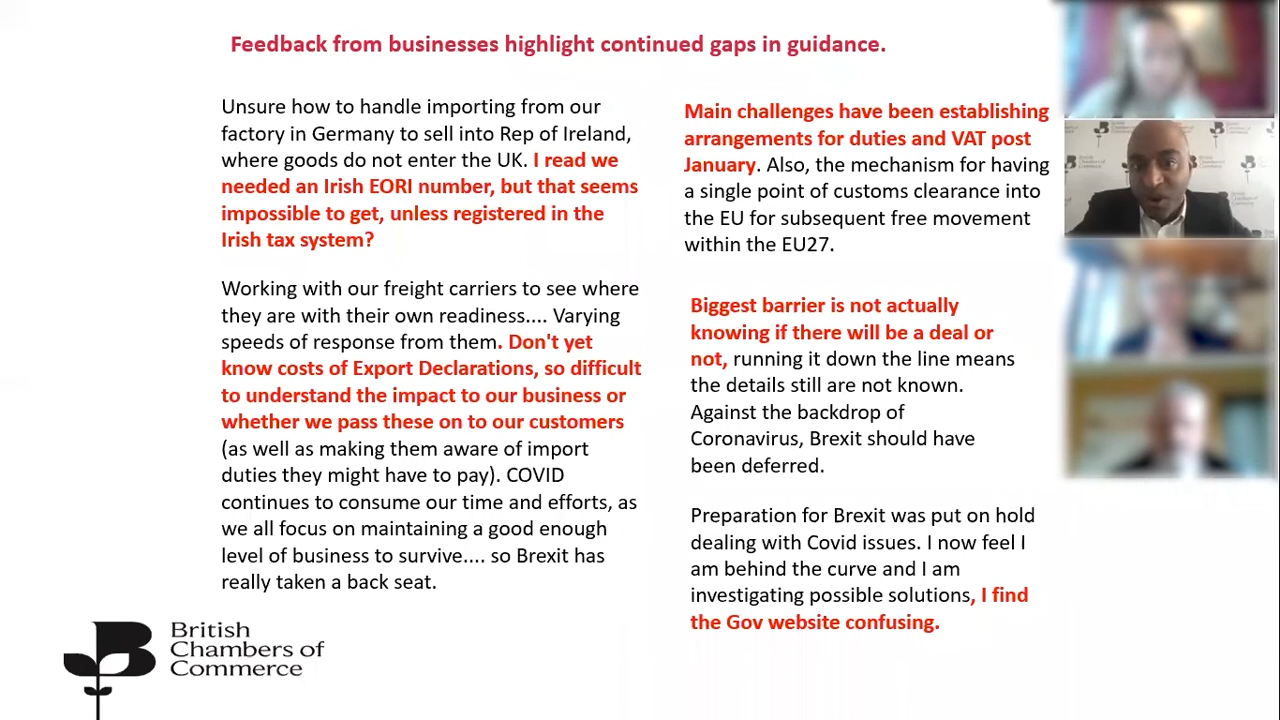 Feedback from businesses highlight continued gaps in guidance.
Unsure how to handle importing from our
factory in Germany to sell into Rep of Ireland,
where goods do not enter the UK. I read we
needed an Irish EORI number, but that seems
impossible to get, unless registered in the
Irish tax system?
Working with our freight carriers to see where
they are with their own readiness.... Varying
speeds of response from them. Don't yet
know costs of Export Declarations, so difficult
to understand the impact to our business or
whether we pass these on to our customers
(as well as making them aware of import
duties they might have to pay). COVID
continues to consume our time and efforts, as
we all focus on maintaining a good enough
level of business to survive.... so Brexit has
really taken a back seat.
Main challenges have been establishing
arrangements for duties and VAT post
January. Also, the mechanism for having
a single point of customs clearance into
the EU for subsequent free movement
within the EU27.
Biggest barrier is not actually
knowing if there will be a deal or
not, running it down the line means
the details still are not known.
Against the backdrop of
Coronavirus, Brexit should have
been deferred.
Preparation for Brexit was put on hold
dealing with Covid issues. I now feel I
am behind the curve and I am
investigating possible solutions, I find
the Gov website confusing.
British
Chambers of
Commerce